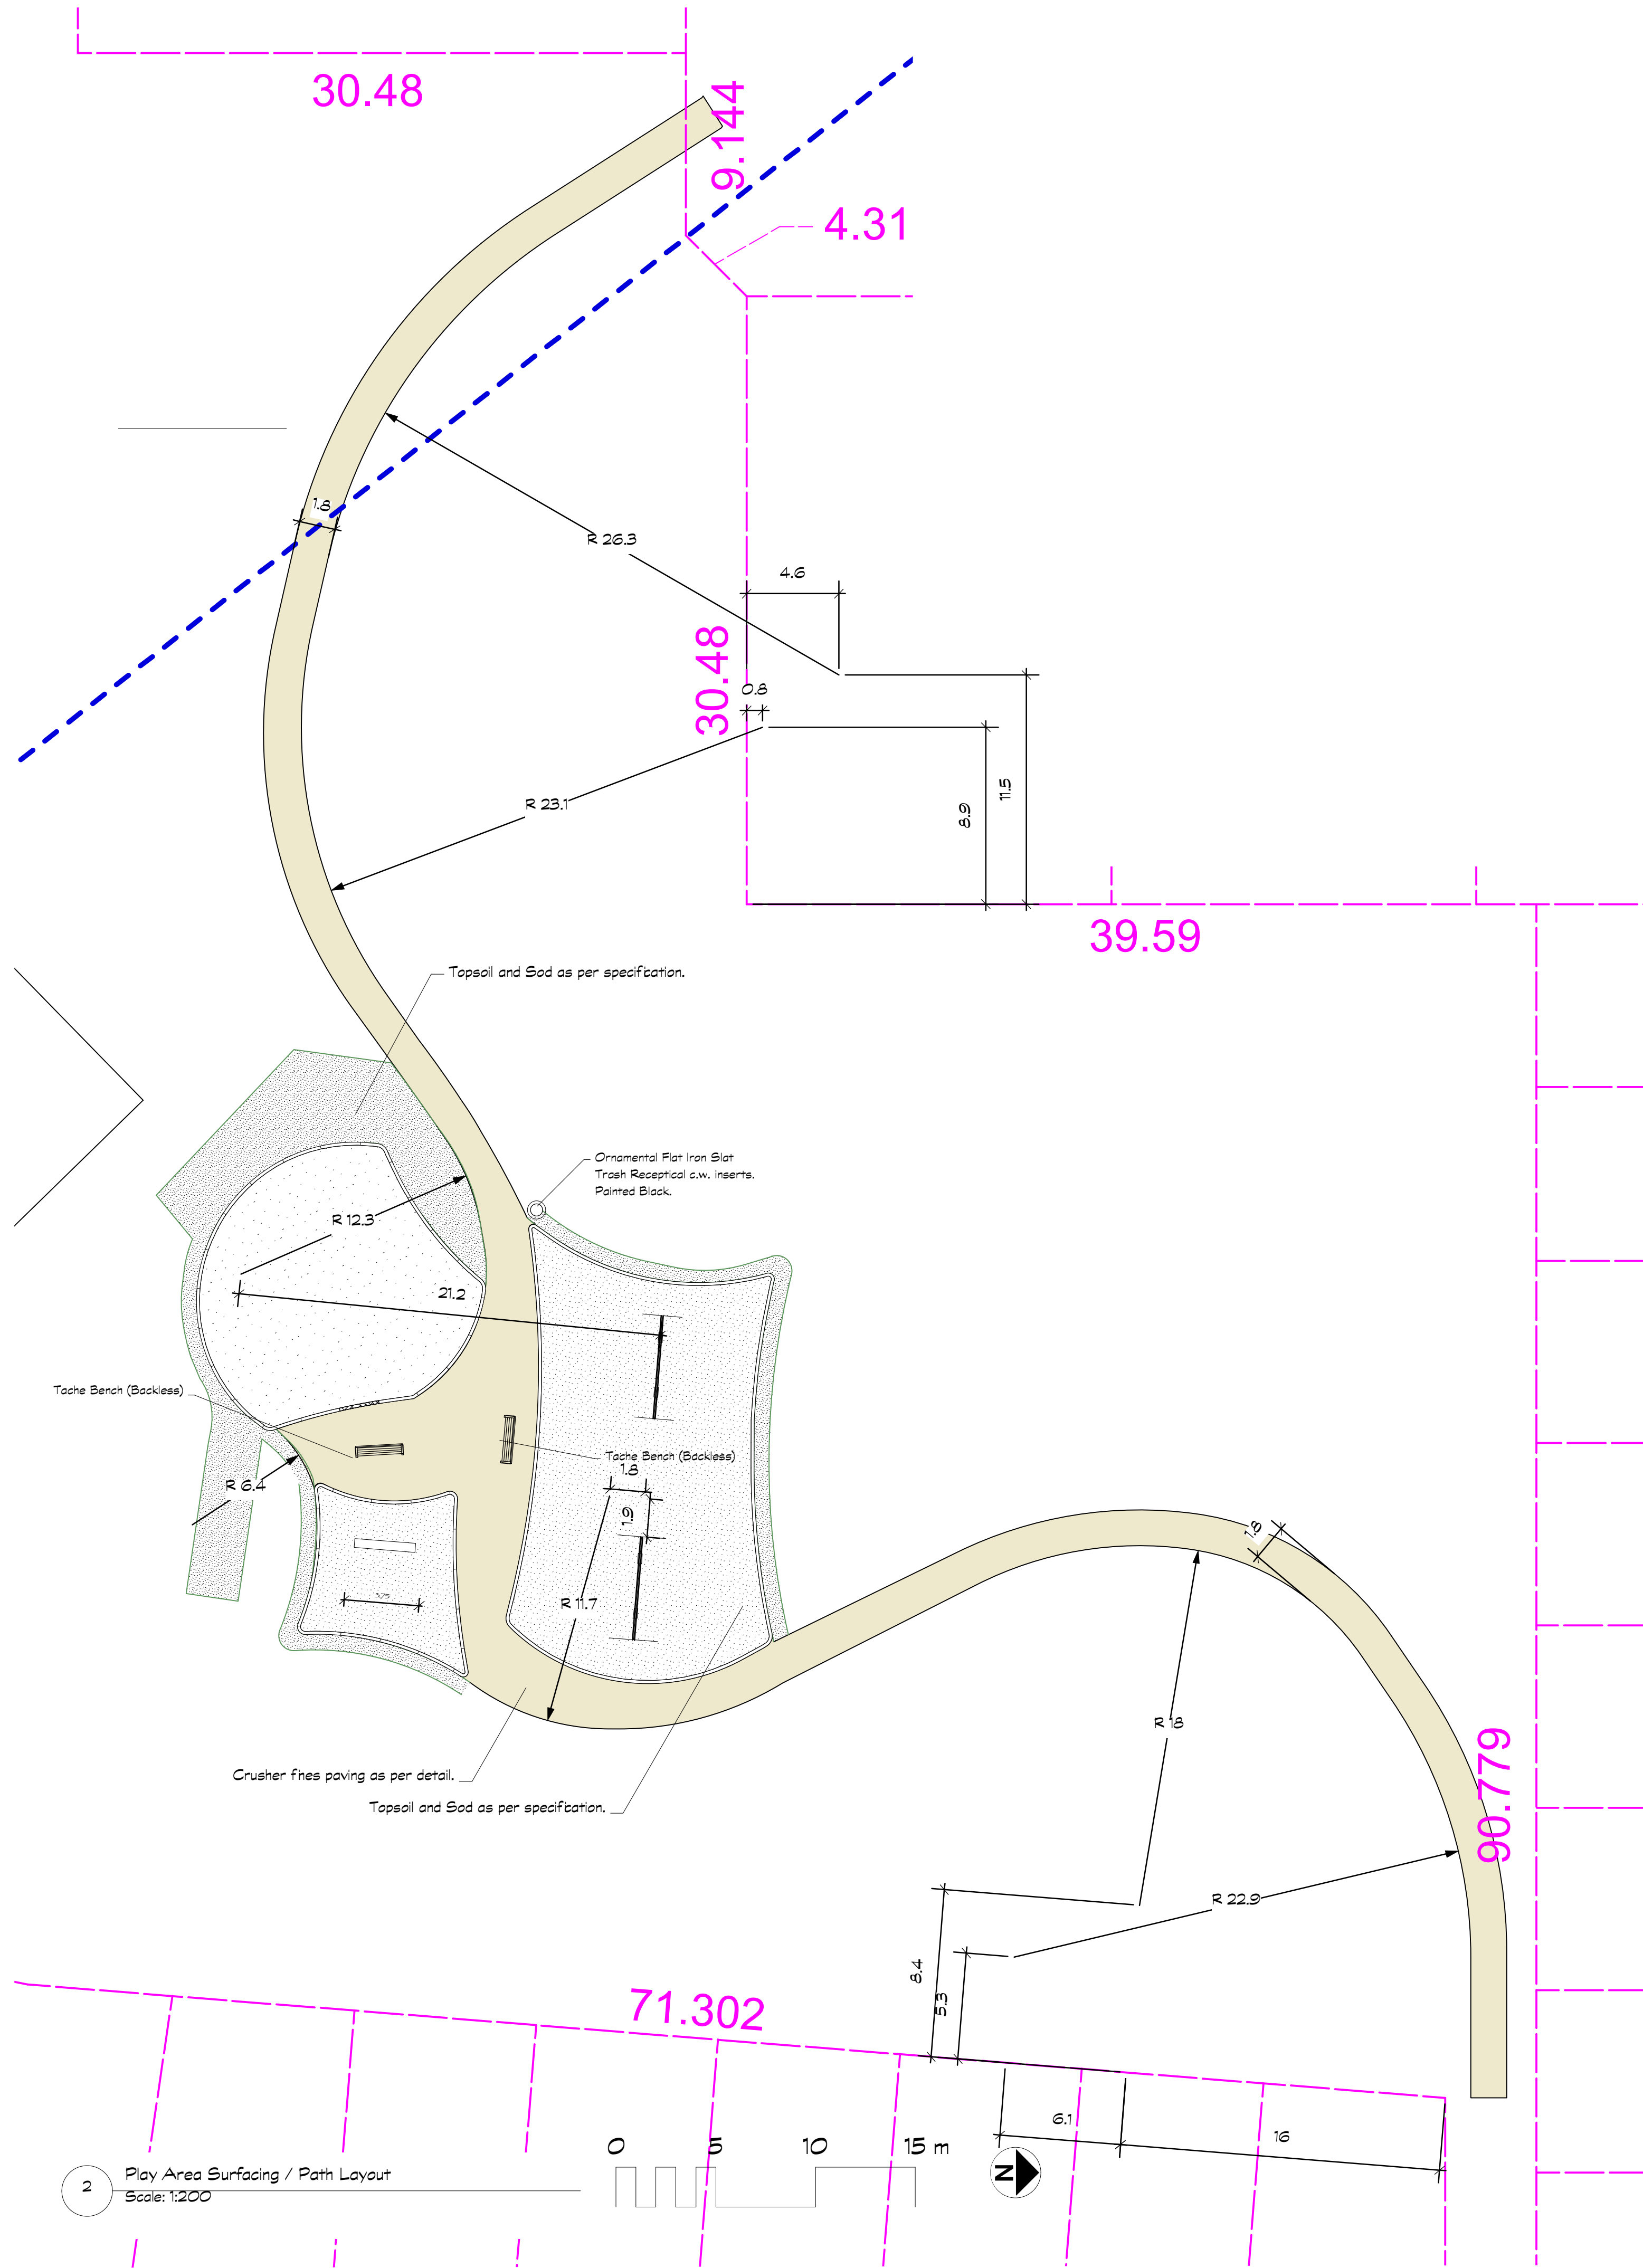 30.48
9.144
4.31
1.8
R 26.3
4.6
30.48
0.8
R 23.1
8.9
11.5
39.59
Topsoil and Sod as per specification.
Ornamental Flat Iron Slat
Trash Receptical c.w. inserts.
Painted Black.
R 12.3
21.2
Tache Bench (Backless)
Tache Bench (Backless)
1.8
R 6.4
1.9
1.8
3.75
R 11.7
R 18
90.779
Crusher fines paving as per detail.
Topsoil and Sod as per specification.
R 22.9
8.4
5.3
71.302
6.1
16
0 5 10 15 m
N
2
Play Area Surfacing / Path Layout
Scale: 1:200